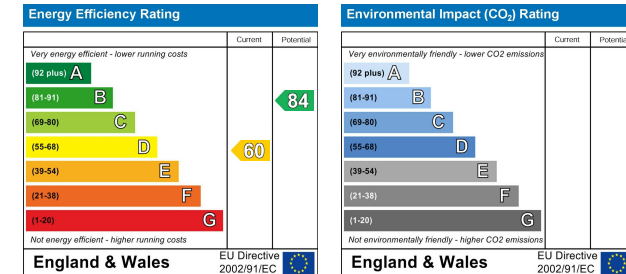 Energy Efficiency Rating
Current Potential
Very energy efficient - lower running costs
(92 plus) A
(81-91) B
84
(69-80) C
(55-68) D
60
(39-54) E
(21-38) F
(1-20) G
Not energy efficient - higher running costs
England & Wales
EU Directive
2002/91/EC
Environmental Impact (CO₂) Rating
Current Potential
Very environmentally friendly - lower CO2 emissions
(92 plus) A
(81-91) B
(69-80) C
(55-68) D
(39-54) E
(21-38) F
(1-20) G
Not environmentally friendly - higher CO2 emissions
England & Wales
EU Directive
2002/91/EC